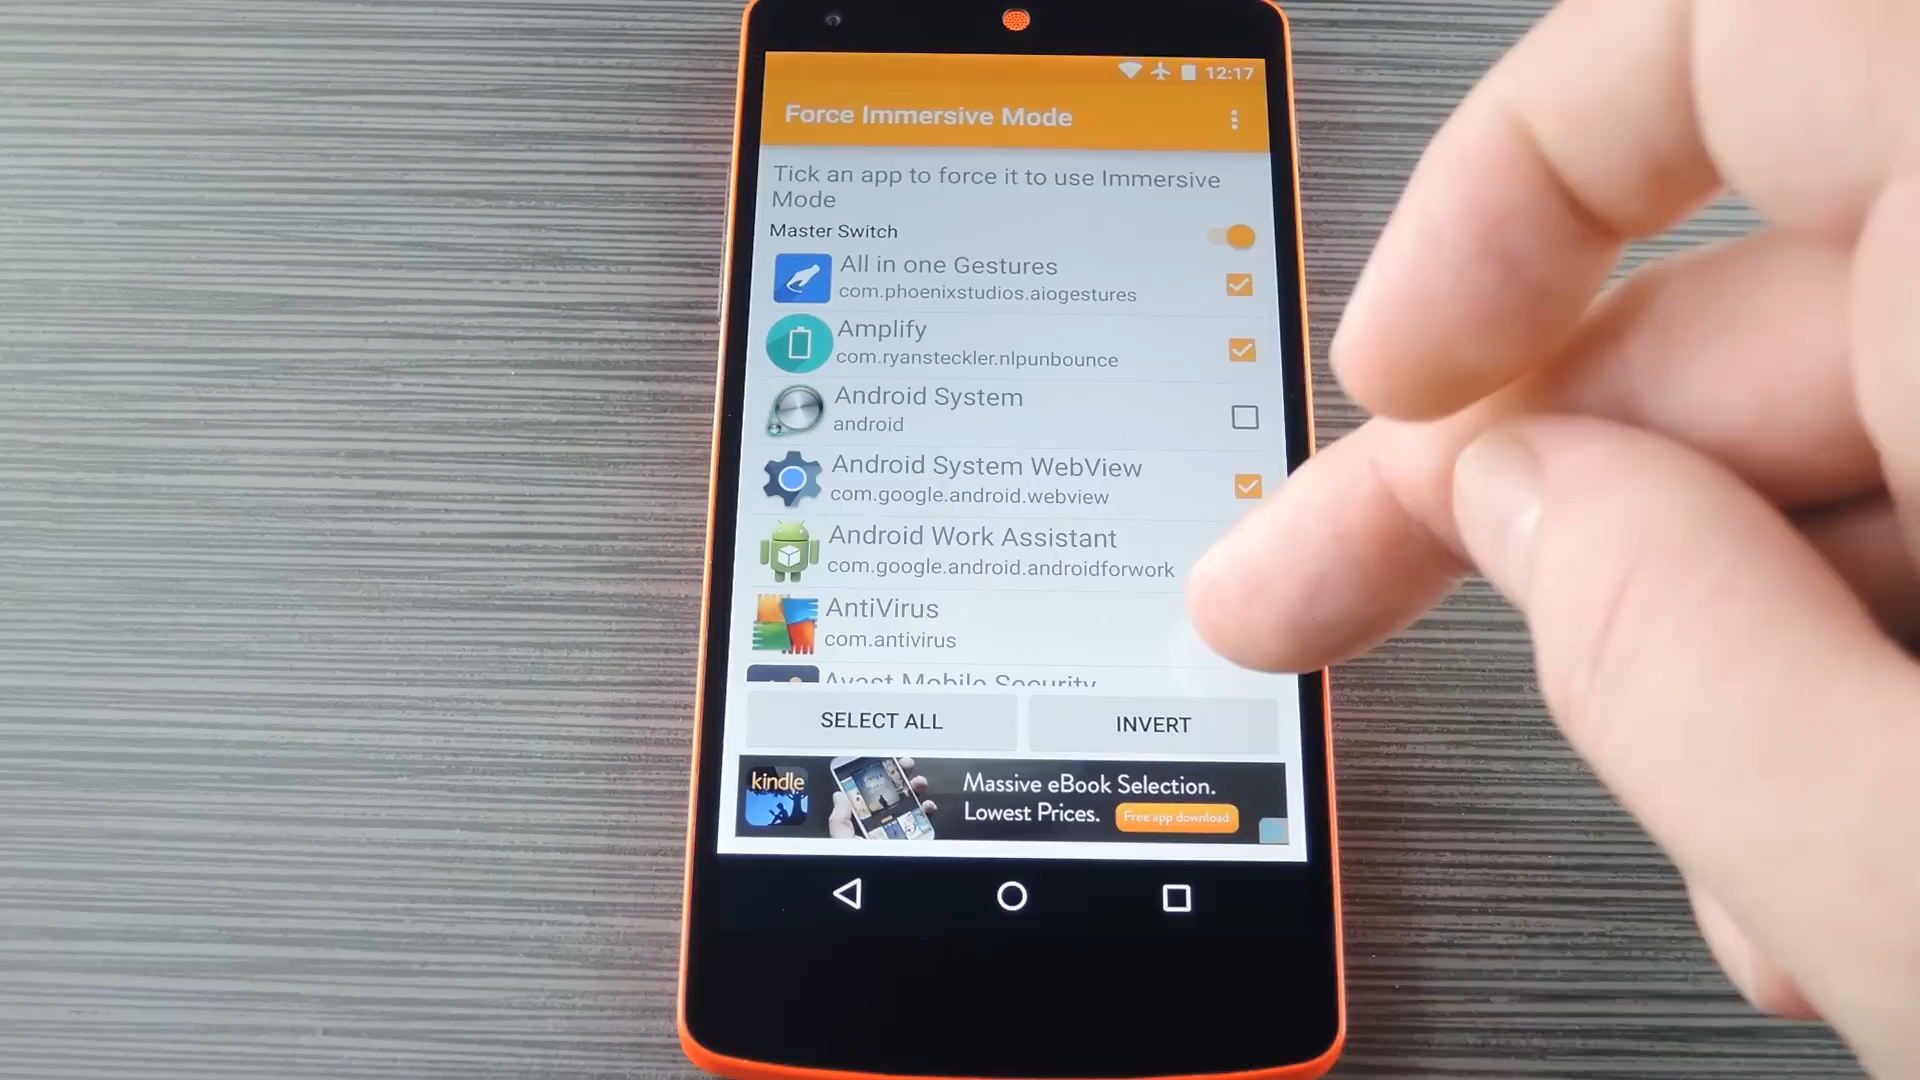 12:17
Force Immersive Mode
Tick an app to force it to use Immersive
Mode
Master Switch
All in one Gestures
com.phoenixstudios.aiogestures
Amplify
com.ryansteckler.nlpunbounce
Android System
android
Android System WebView
com.google.android.webview
Android Work Assistant
com.google.android.androidforwork
AntiVirus
com.antivirus
Avast Mobile Security
SELECT ALL
INVERT
kindle
Massive eBook Selection.
Lowest Prices.
Free app download